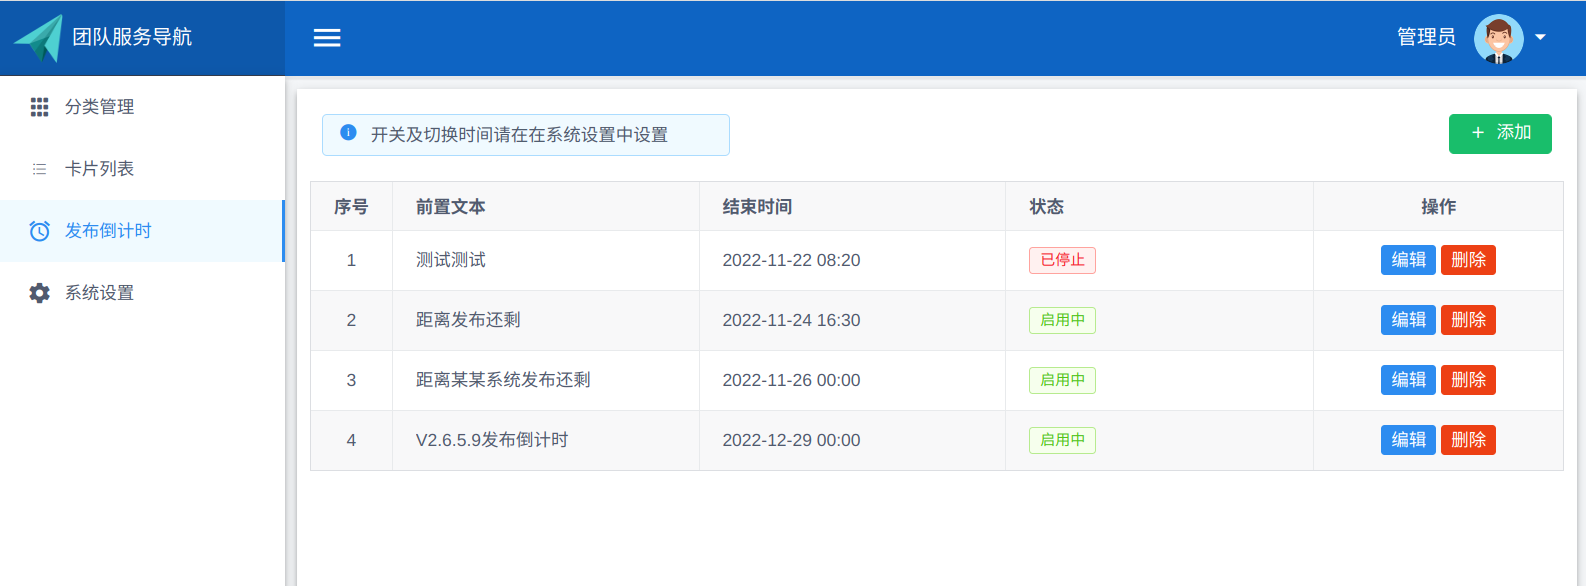 团队服务导航
管理员
分类管理
卡片列表
发布倒计时
系统设置
开关及切换时间请在在系统设置中设置
+ 添加
序号 前置文本 结束时间 状态 操作
1 测试测试 2022-11-22 08:20 已停止 编辑 删除
2 距离发布还剩 2022-11-24 16:30 启用中 编辑 删除
3 距离某某系统发布还剩 2022-11-26 00:00 启用中 编辑 删除
4 V2.6.5.9发布倒计时 2022-12-29 00:00 启用中 编辑 删除